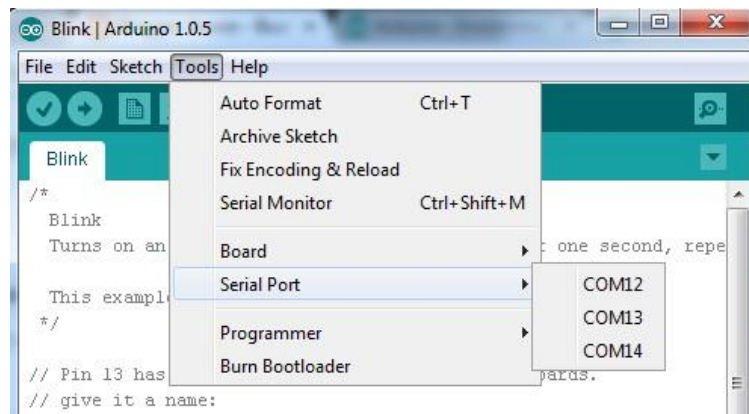 Blink | Arduino 1.0.5
File Edit Sketch Tools Help
Auto Format Ctrl+T
Archive Sketch
Fix Encoding & Reload
Serial Monitor Ctrl+Shift+M
Board
Serial Port
COM12
COM13
COM14
Programmer
Burn Bootloader
Blink
/*
Blink
Turns on an one second, repe
This exampl
*/
// Pin 13 has
// give it a name: